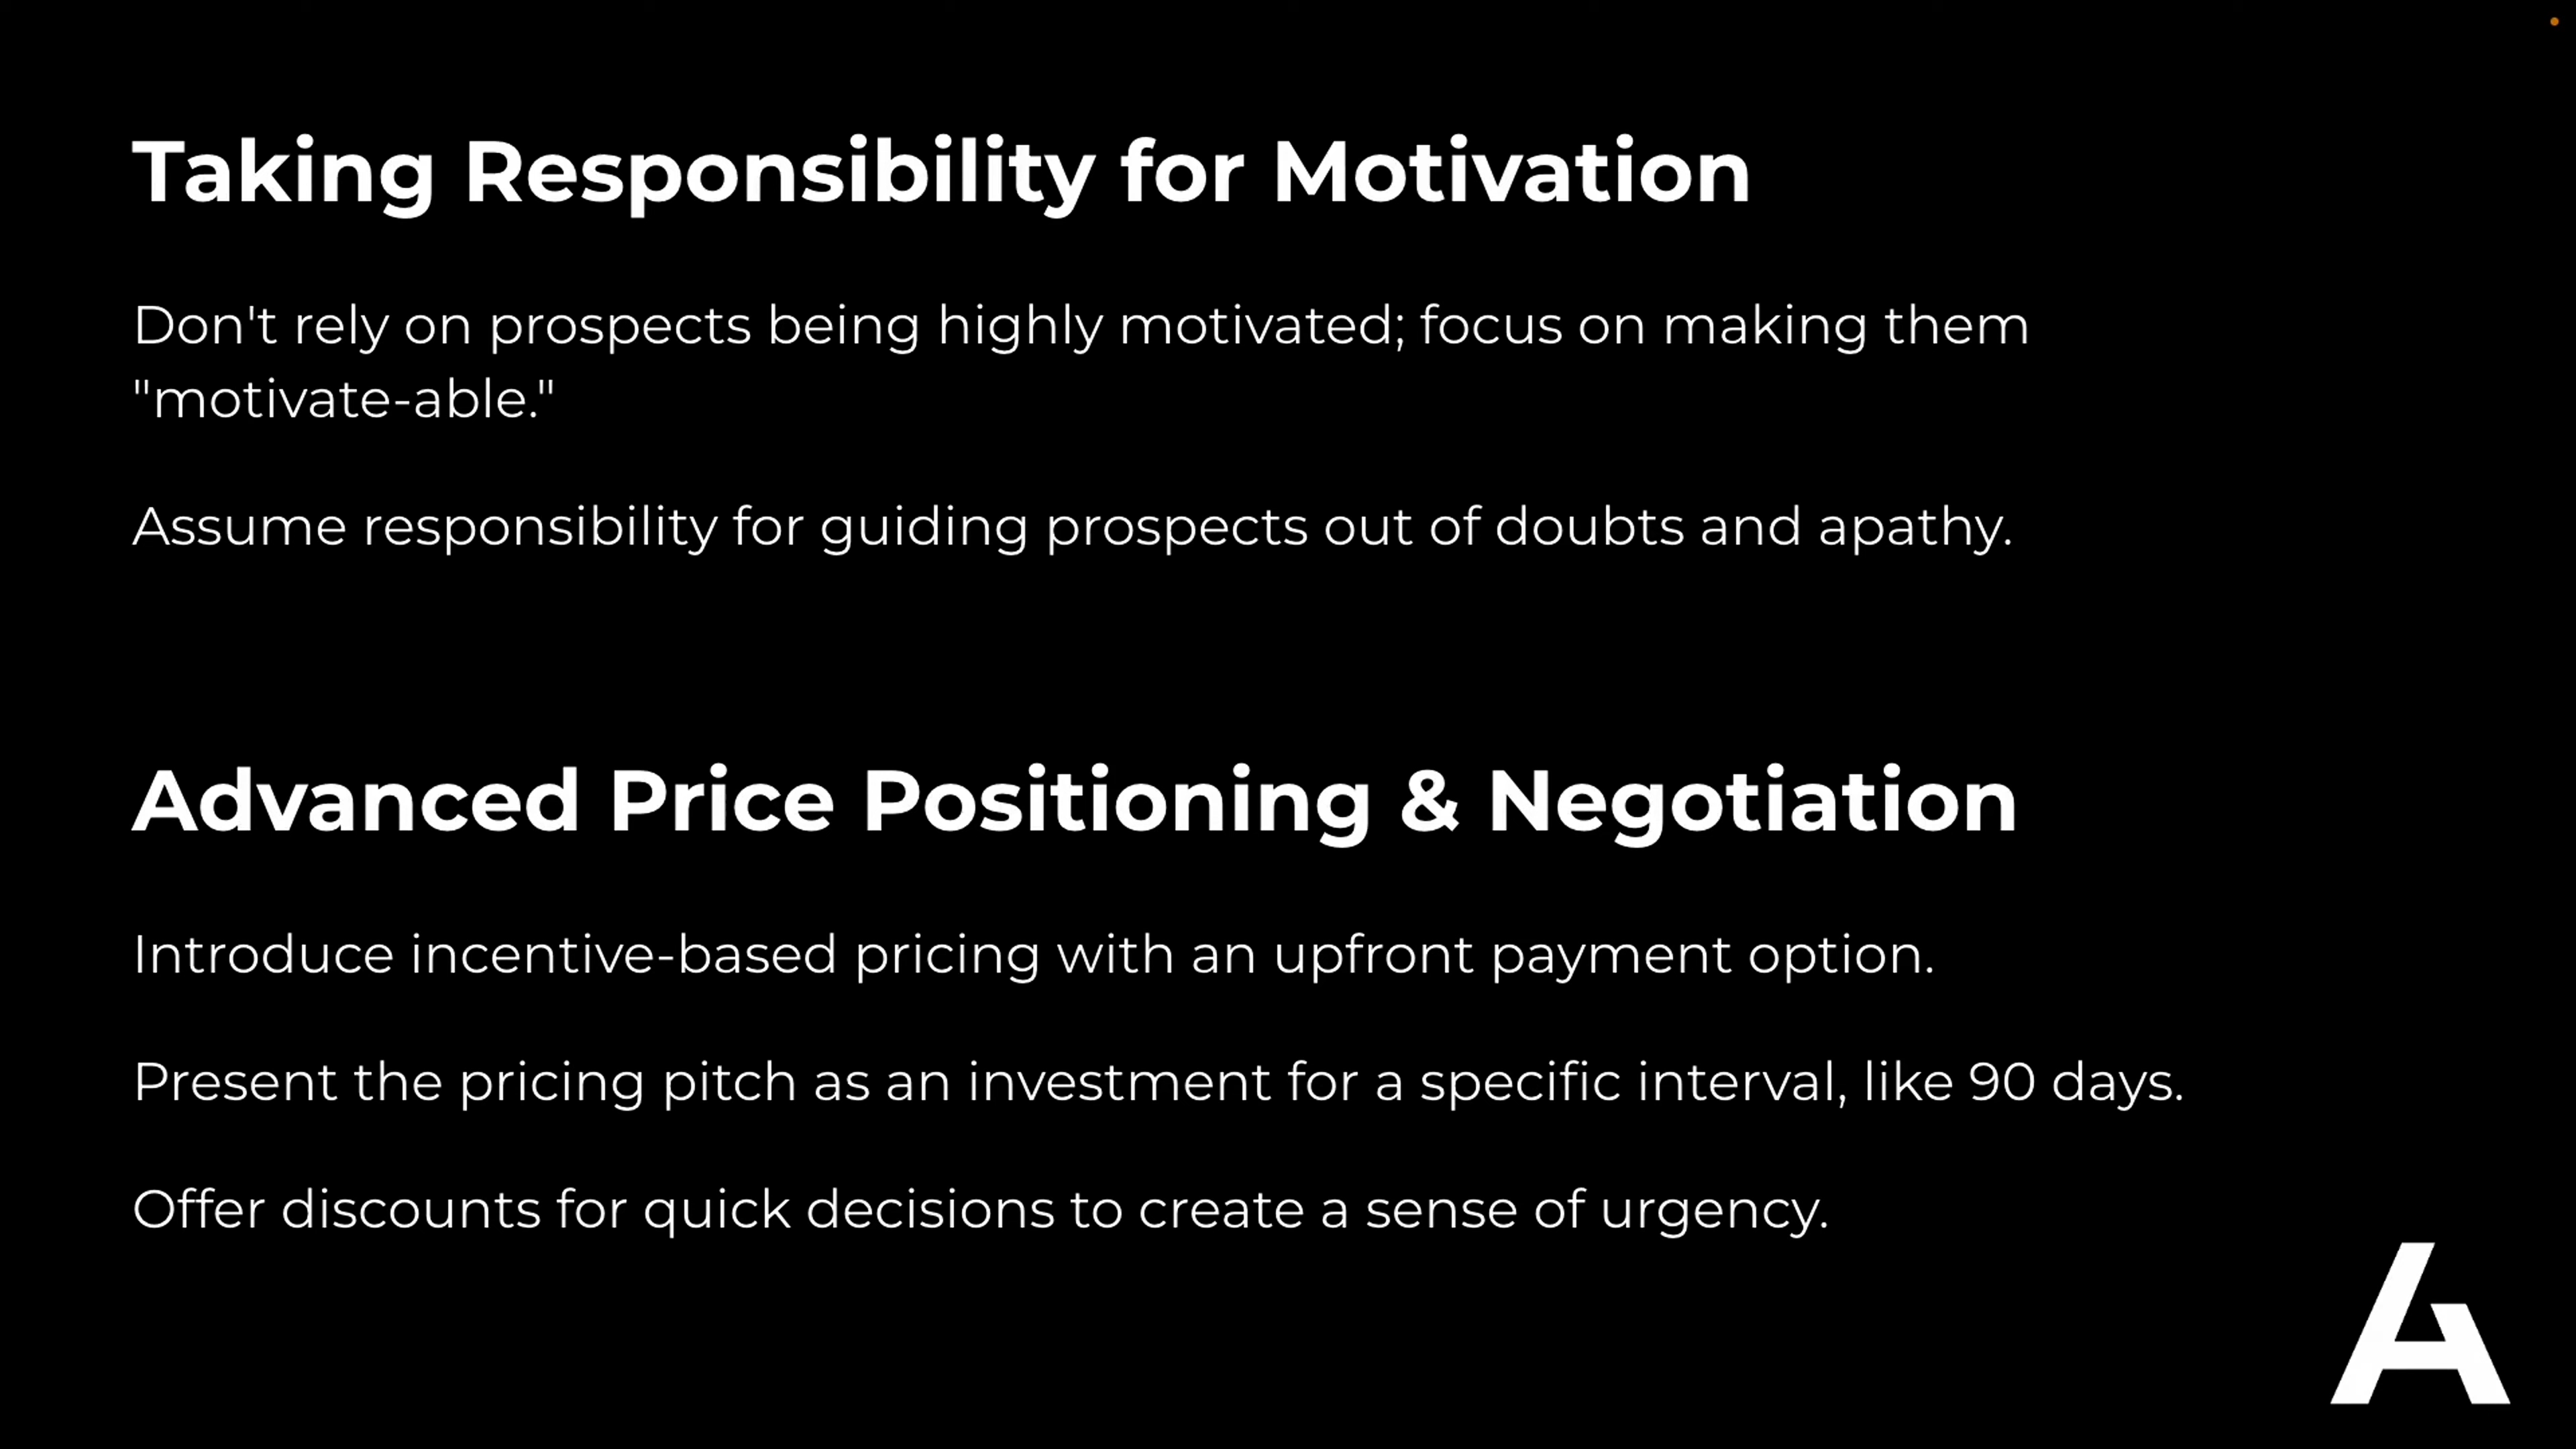 Taking Responsibility for Motivation
Don't rely on prospects being highly motivated; focus on making them
"motivate-able."
Assume responsibility for guiding prospects out of doubts and apathy.
Advanced Price Positioning & Negotiation
Introduce incentive-based pricing with an upfront payment option.
Present the pricing pitch as an investment for a specific interval, like 90 days.
Offer discounts for quick decisions to create a sense of urgency.